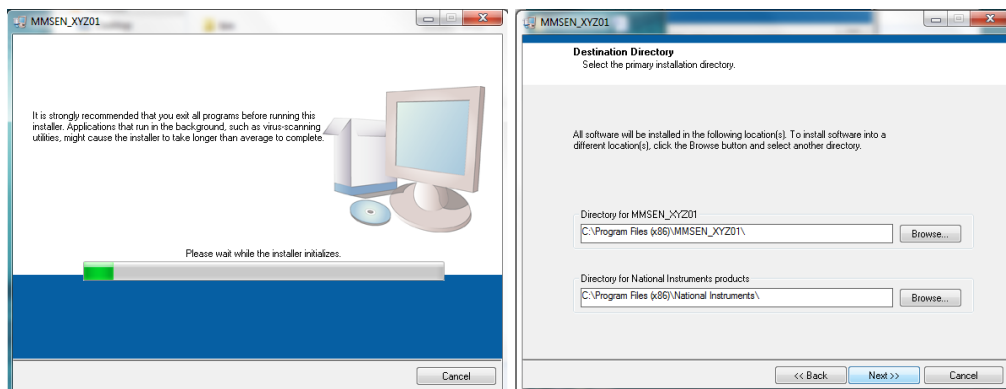 MMSEN_XYZ01
It is strongly recommended that you exit all programs before running this
installer. Applications that run in the background, such as virus-scanning
utilities, might cause the installer to take longer than average to complete.
Please wait while the installer initializes.
Cancel
MMSEN_XYZ01
Destination Directory
Select the primary installation directory.
All software will be installed in the following location(s). To install software into a
different location(s), click the Browse button and select another directory.
Directory for MMSEN_XYZ01
C:\Program Files (x86)\MMSEN_XYZ01\
Browse...
Directory for National Instruments products
C:\Program Files (x86)\National Instruments\
Browse...
<< Back
Next >>
Cancel